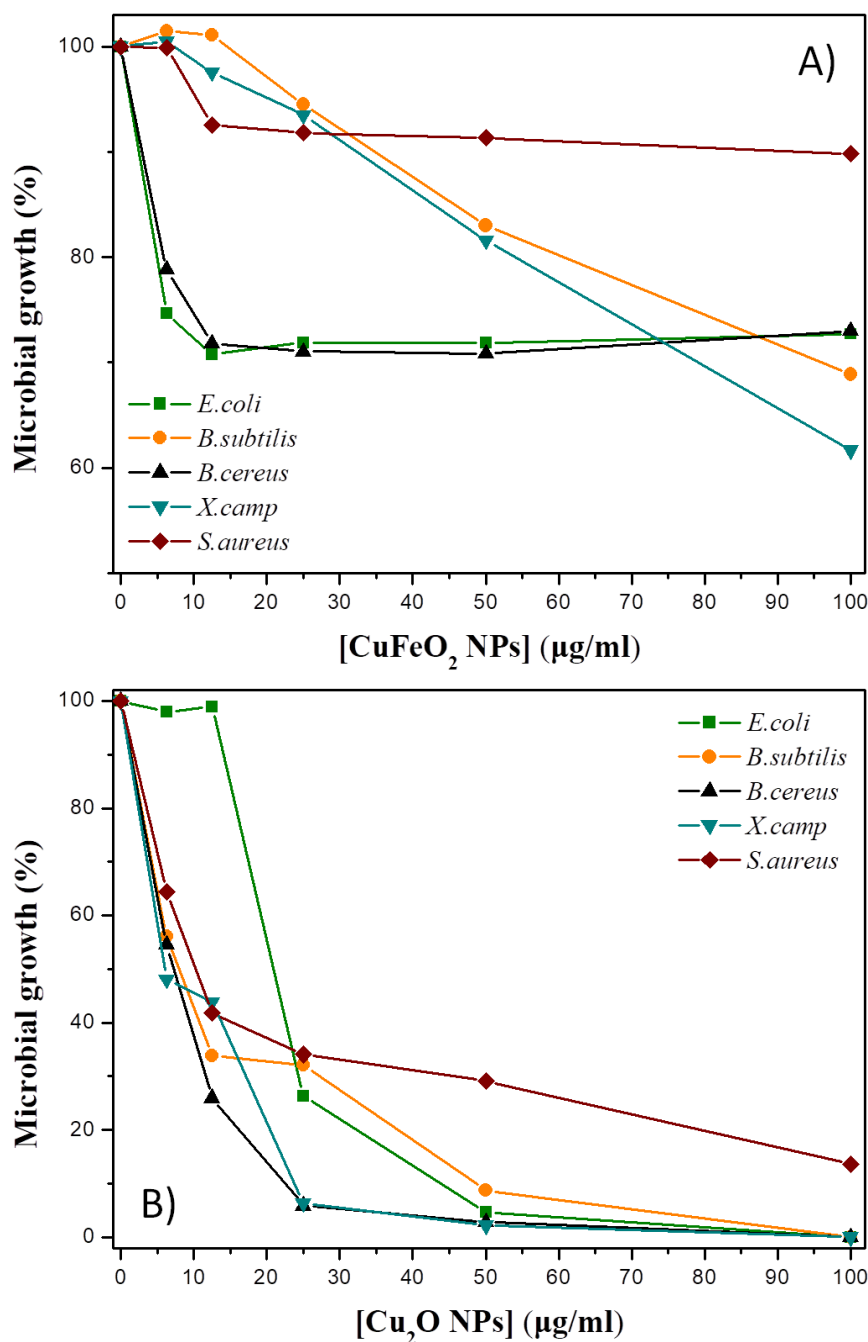 A)
100
80
60
Microbial growth (%)
E.coli
B.subtilis
B.cereus
X.camp
S.aureus
0 10 20 30 40 50 60 70 80 90 100
[CuFeO₂ NPs] (µg/ml)
100
80
60
40
20
0
Microbial growth (%)
E.coli
B.subtilis
B.cereus
X.camp
S.aureus
B)
0 10 20 30 40 50 60 70 80 90 100
[Cu₂O NPs] (µg/ml)